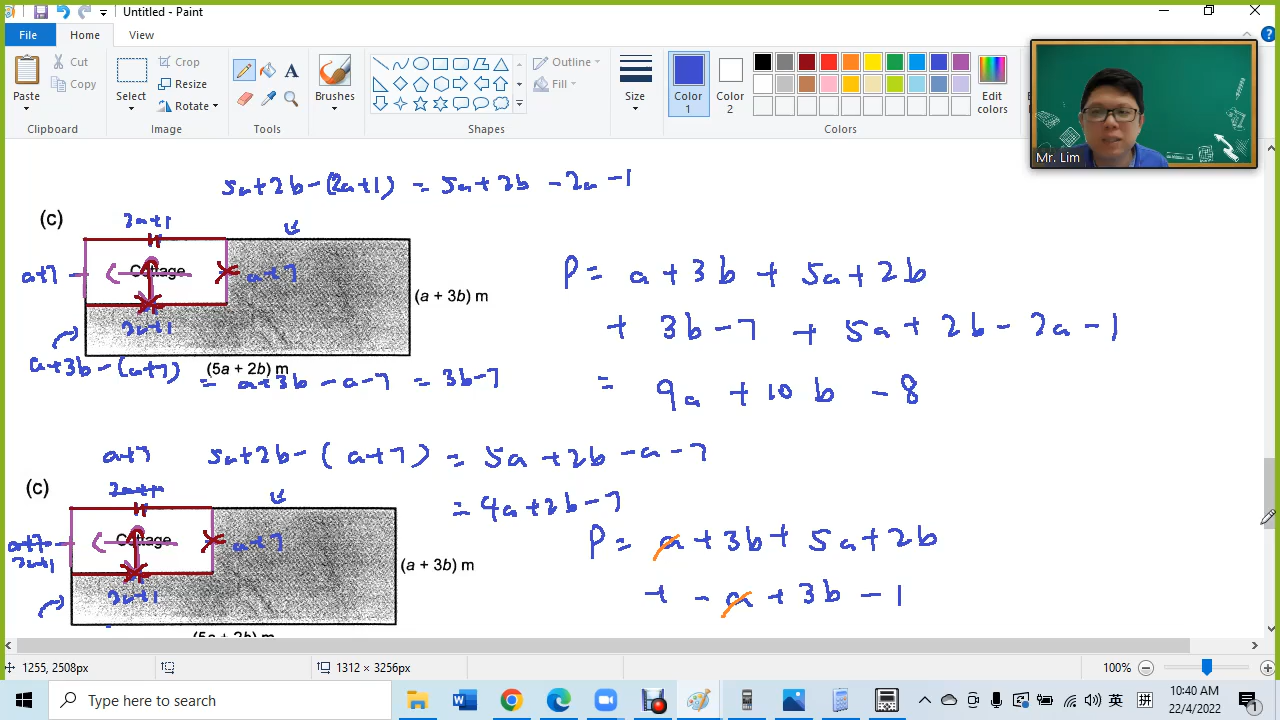 Untitled - Paint
File
Home
View
Paste
Cut
Copy
Clipboard
Select
Crop
Resize
Rotate
Image
Tools
Brushes
Shapes
Outline
Fill
Size
Color 1
Color 2
Edit colors
Colors
Mr. Lim
5a+2b-(2a+1) = 5a+2b -2a-1
(c)
2a+1
a+7
Cottage
a+7
(a + 3b) m
2a+1
a+3b-(a+7)
(5a + 2b) m
= a+3b-a-7 = 3b-7
P= a+3b+5a+2b
+ 3b-7 + 5a+2b-2a-1
= 9a +10b -8
a+7
5a+2b-(a+7) = 5a+2b-a-7
= 4a+2b-7
(c)
2a+1
a+7
2a+1
Cottage
a+7
(a + 3b) m
2a+1
(5a + 2b) m
P= a+3b+5a+2b
+ -a+3b-1
1255, 2508px
1312 × 3256px
100%
Type here to search
英
拼
10:40 AM
22/4/2022
1